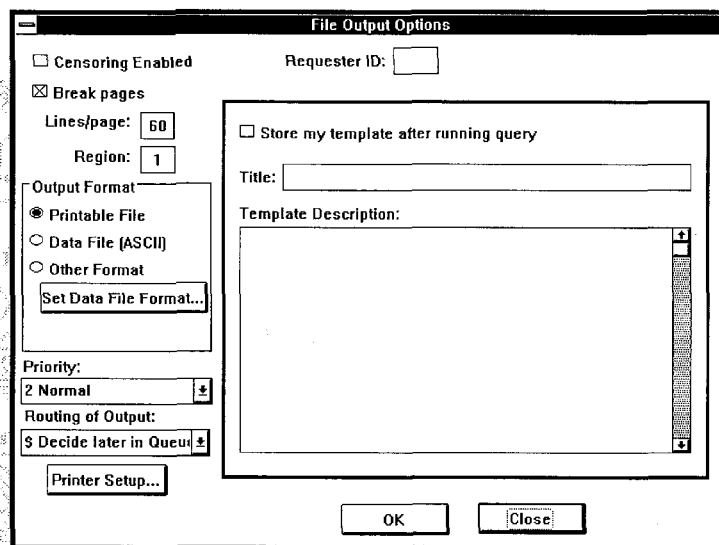 File Output Options
Censoring Enabled
Requester ID:
Break pages
Lines/page: 60
Region: 1
Store my template after running query
Title:
Output Format
Printable File
Data File (ASCII)
Other Format
Set Data File Format...
Template Description:
Priority:
2 Normal
Routing of Output:
$ Decide later in Queu
Printer Setup...
OK
Close